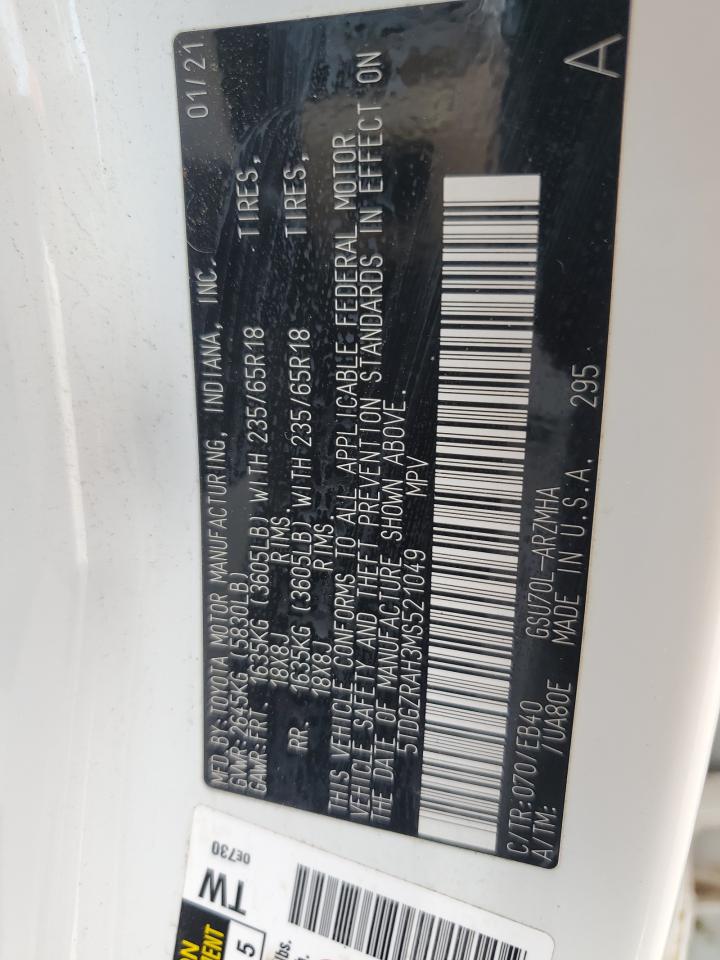 MFD.BY:TOYOTA MOTOR MANUFACTURING, INDIANA, INC. 01/21
GVWR:2645KG (5830LB)
GAWR:FRT 1635KG (3605LB) WITH 235/65R18 TIRES,
18X8J RIMS.
RR. 1635KG (3605LB) WITH 235/65R18 TIRES,
18X8J RIMS.
THIS VEHICLE CONFORMS TO ALL APPLICABLE FEDERAL MOTOR
VEHICLE SAFETY AND THEFT PREVENTION STANDARDS IN EFFECT ON
THE DATE OF MANUFACTURE SHOWN ABOVE.
5TDGZRAH3MS521049 MPV
C/TR:070/EB40 GSU70L-ARZMHA 295
A/TM: /UA80E MADE IN U.S.A. A
0E730
TW
5
lbs.